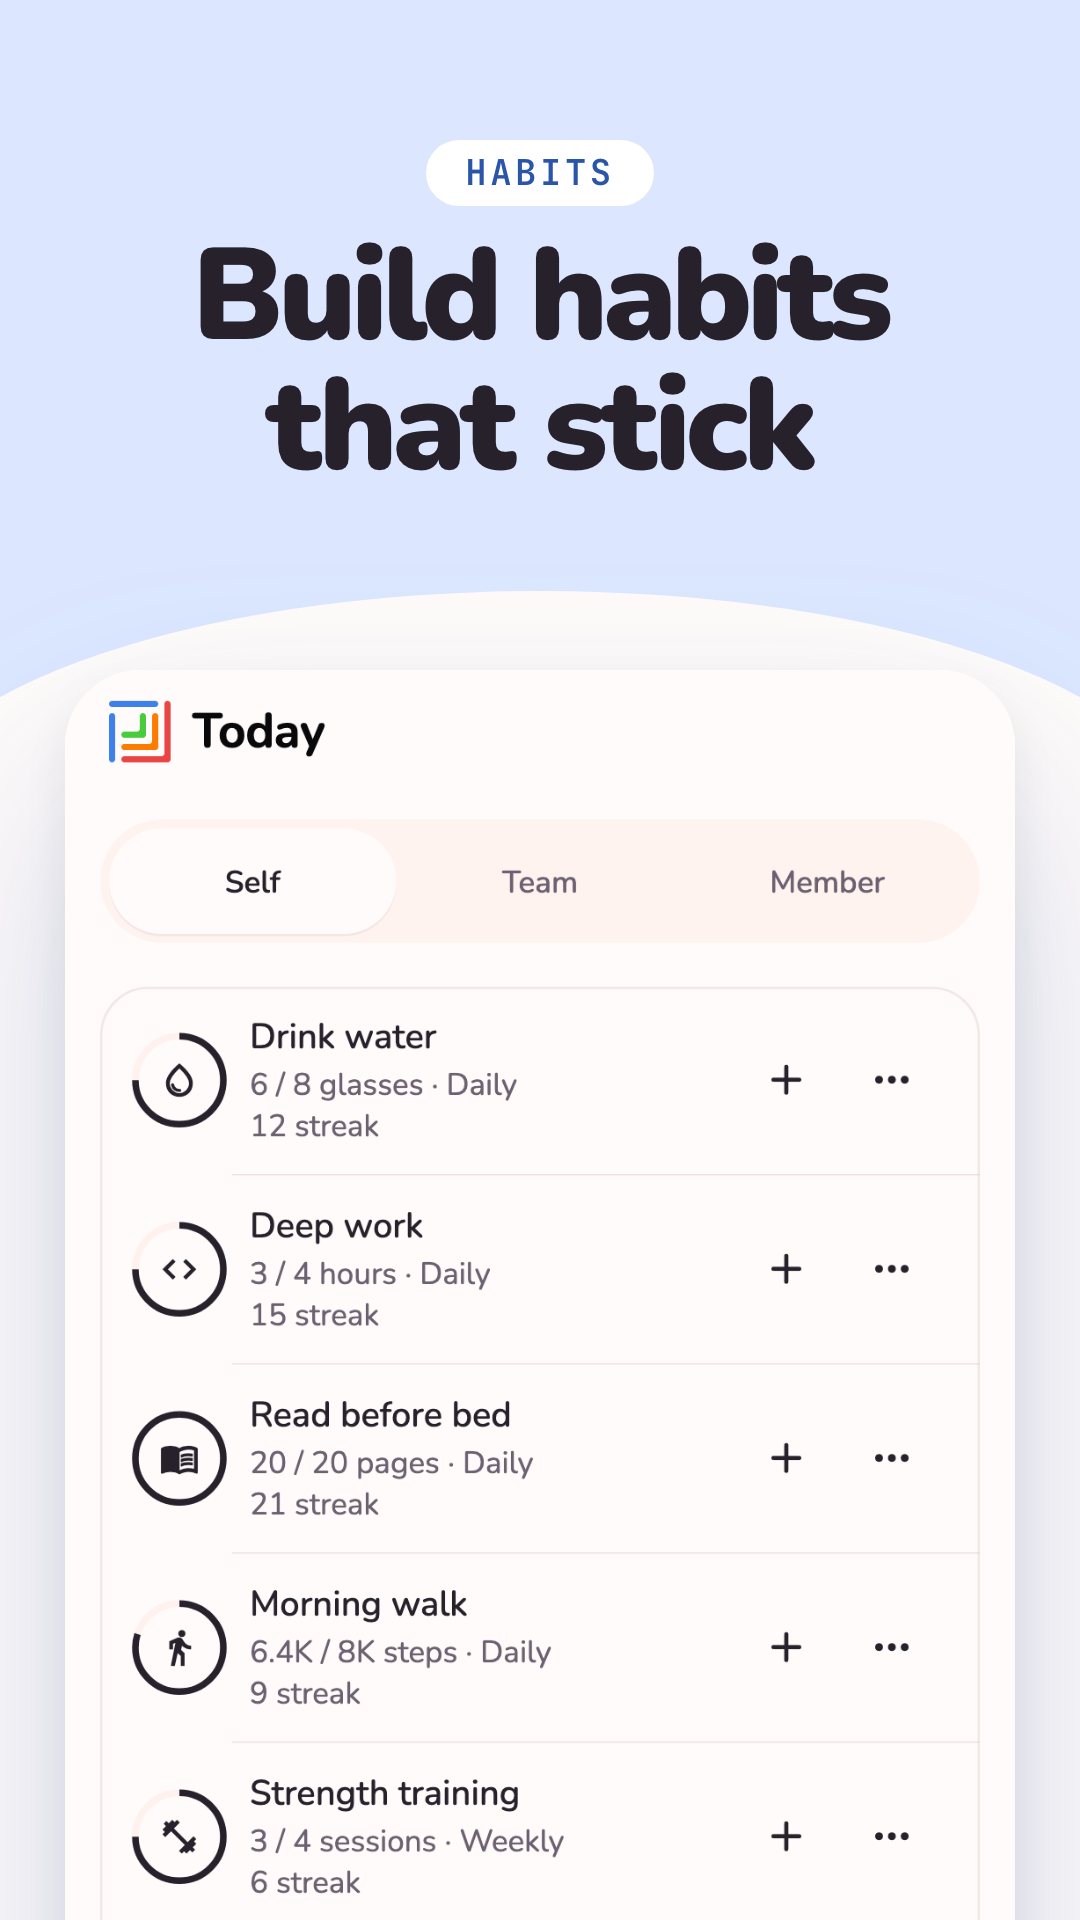 HABITS
Build habits
that stick
Today
Self
Team
Member
Drink water
6 / 8 glasses · Daily
12 streak
Deep work
3 / 4 hours · Daily
15 streak
Read before bed
20 / 20 pages · Daily
21 streak
Morning walk
6.4K / 8K steps · Daily
9 streak
Strength training
3 / 4 sessions · Weekly
6 streak